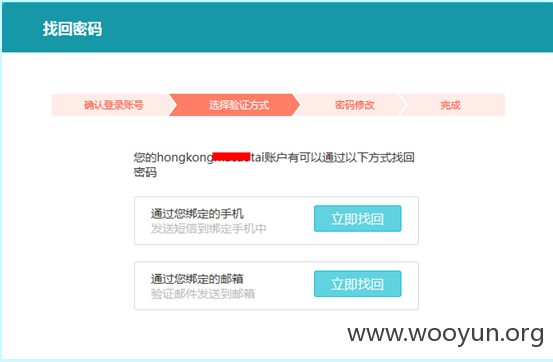 找回密码
确认登录账号 选择验证方式 密码修改 完成
您的hongkong tai账户有可以通过以下方式找回
密码
通过您绑定的手机
发送短信到绑定手机中
立即找回
通过您绑定的邮箱
验证邮件发送到邮箱
立即找回
www.wooyun.org